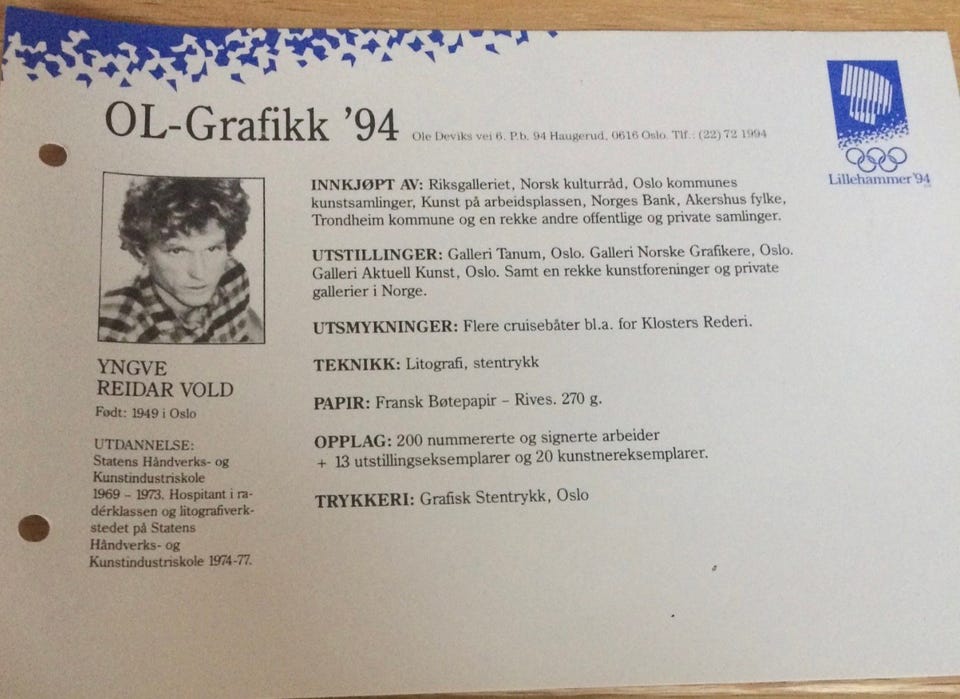 OL-Grafikk ’94 Ole Deviks vei 6. P.b. 94 Haugerud, 0616 Oslo. Tlf.: (22) 72 1994
Lillehammer’94
INNKJØPT AV: Riksgalleriet, Norsk kulturråd, Oslo kommunes
kunstsamlinger, Kunst på arbeidsplassen, Norges Bank, Akershus fylke,
Trondheim kommune og en rekke andre offentlige og private samlinger.
UTSTILLINGER: Galleri Tanum, Oslo. Galleri Norske Grafikere, Oslo.
Galleri Aktuell Kunst, Oslo. Samt en rekke kunstforeninger og private
gallerier i Norge.
UTSMYKNINGER: Flere cruisebåter bl.a. for Klosters Rederi.
TEKNIKK: Litografi, stentrykk
PAPIR: Fransk Bøtepapir – Rives. 270 g.
OPPLAG: 200 nummererte og signerte arbeider
+ 13 utstillingseksemplarer og 20 kunstnereksemplarer.
TRYKKERI: Grafisk Stentrykk, Oslo
YNGVE
REIDAR VOLD
Født: 1949 i Oslo
UTDANNELSE:
Statens Håndverks- og
Kunstindustriskole
1969 – 1973. Hospitant i ra-
dérklassen og litografiverk-
stedet på Statens
Håndverks- og
Kunstindustriskole 1974-77.